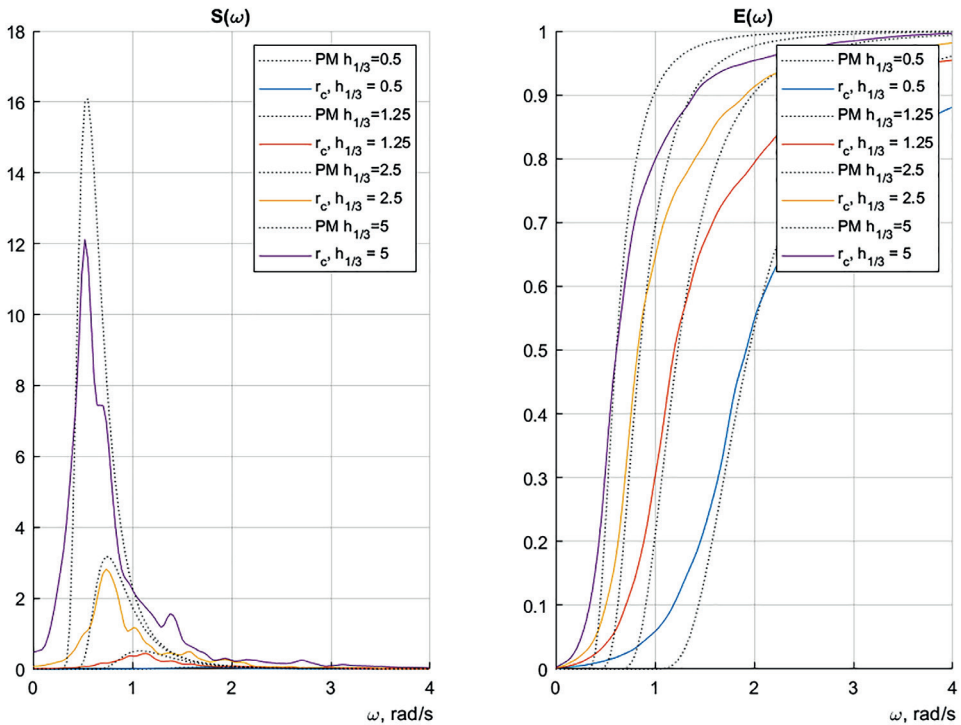 S(ω)
18
16
14
12
10
8
6
4
2
0
PM h1/3=0.5
rc, h1/3 = 0.5
PM h1/3=1.25
rc, h1/3 = 1.25
PM h1/3=2.5
rc, h1/3 = 2.5
PM h1/3=5
rc, h1/3 = 5
0 1 2 3 4
ω, rad/s
E(ω)
1
0.9
0.8
0.7
0.6
0.5
0.4
0.3
0.2
0.1
0
PM h1/3=0.5
rc, h1/3 = 0.5
PM h1/3=1.25
rc, h1/3 = 1.25
PM h1/3=2.5
rc, h1/3 = 2.5
PM h1/3=5
rc, h1/3 = 5
0 1 2 3 4
ω, rad/s